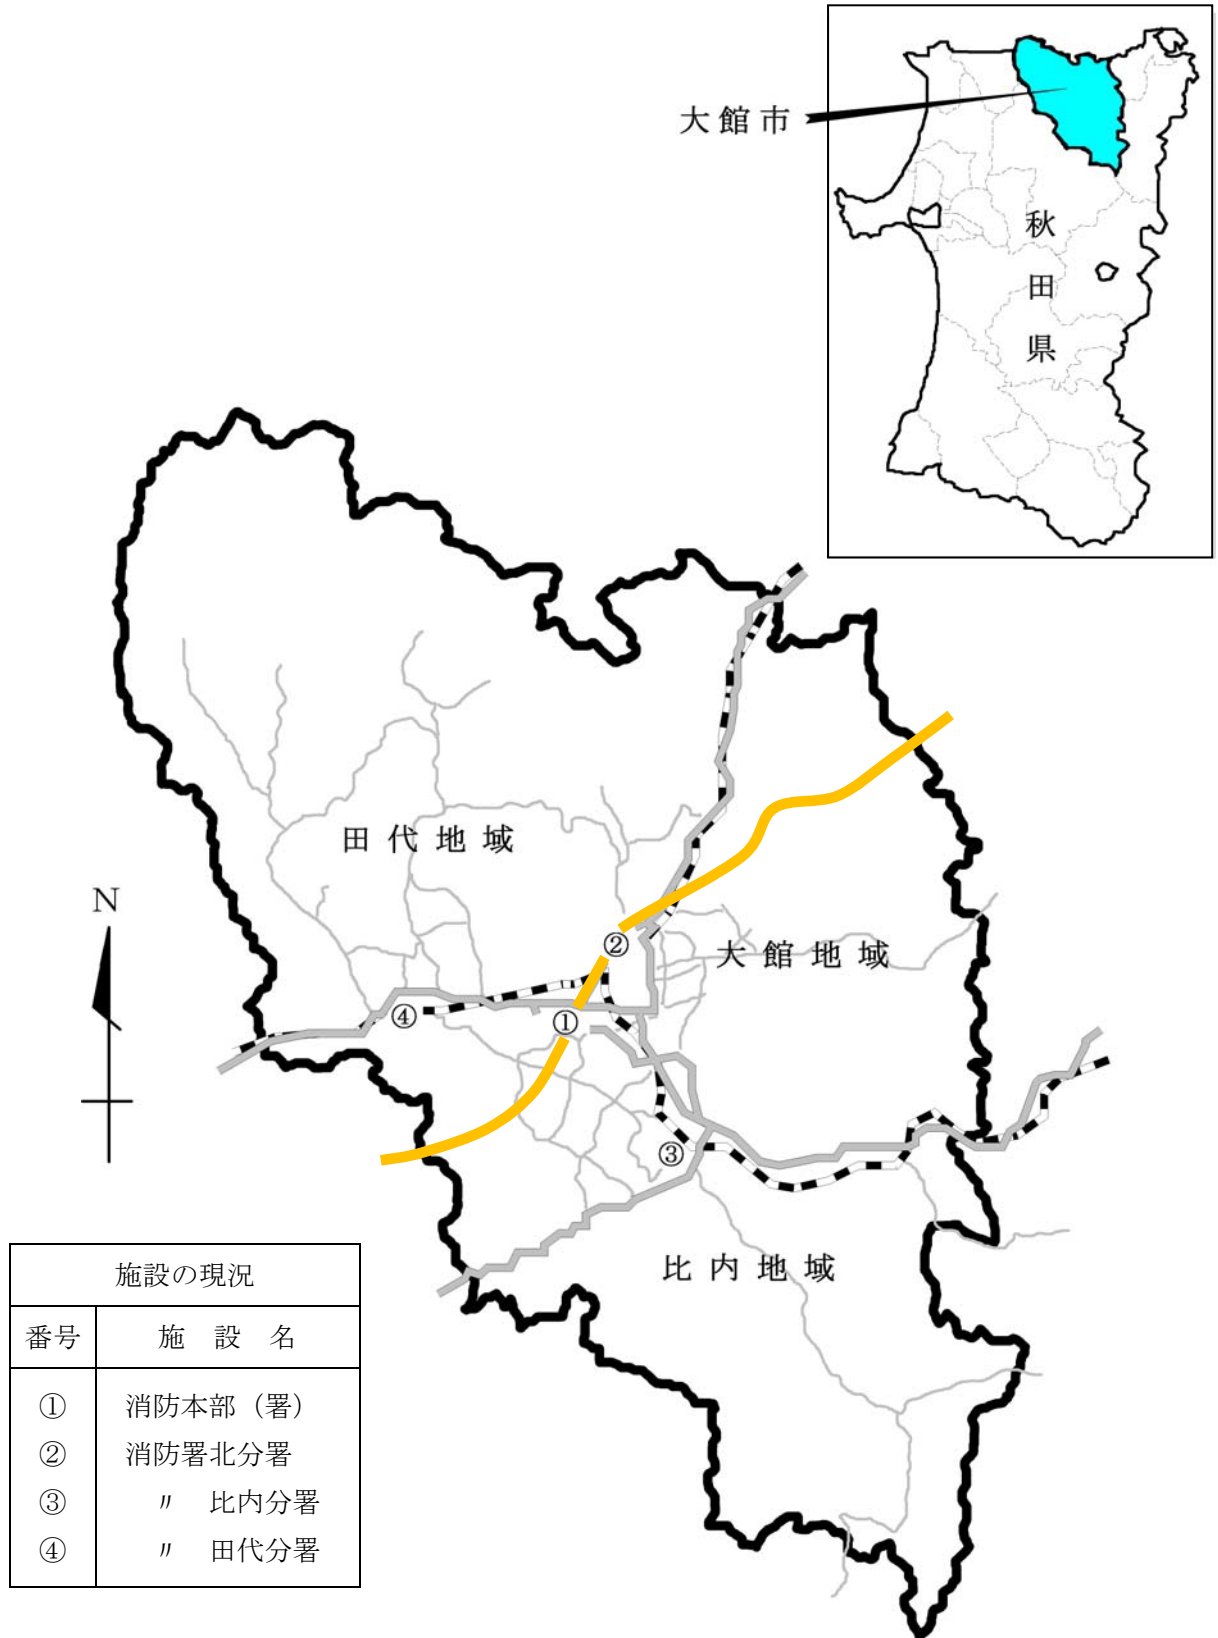 大館市
秋田県
田代地域
N
②
大館地域
④
①
③
比内地域
施設の現況
番号 施設名
① 消防本部（署）
② 消防署北分署
③ 〃 比内分署
④ 〃 田代分署